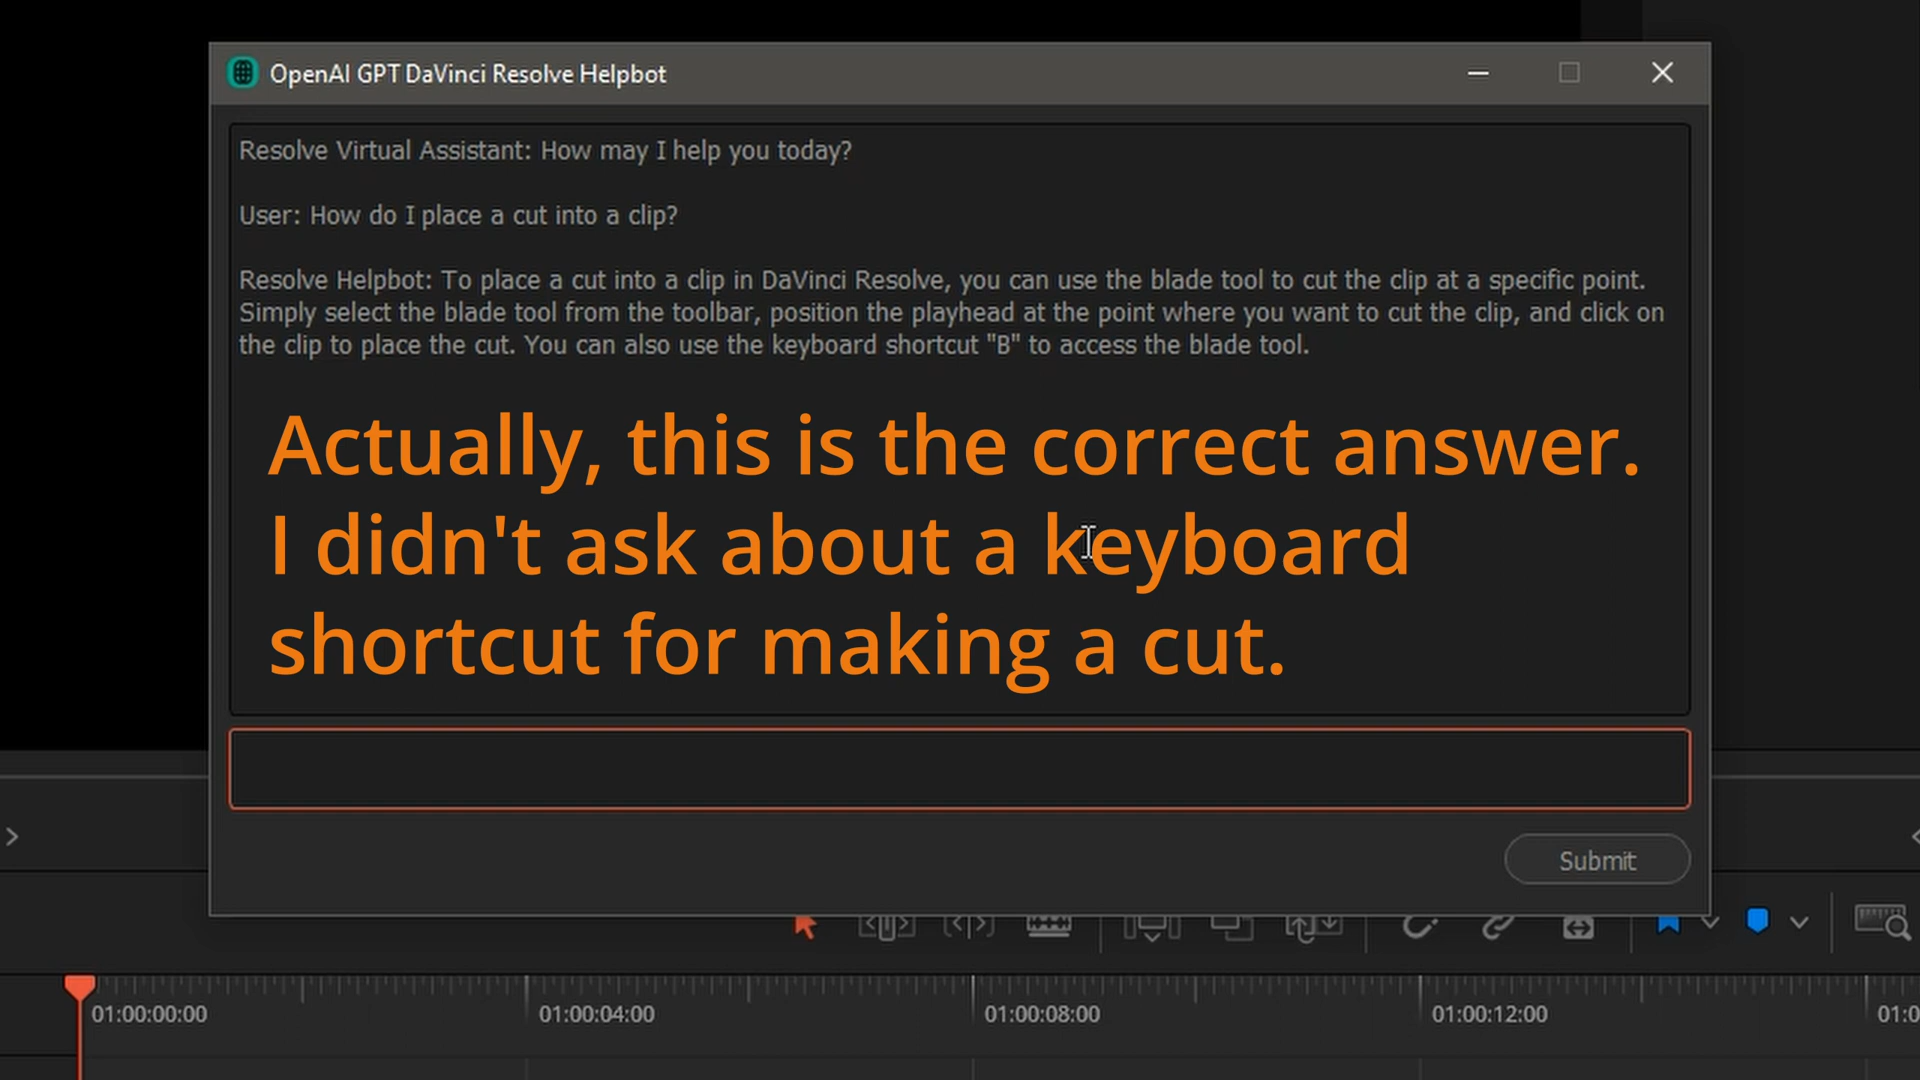 OpenAI GPT DaVinci Resolve Helpbot
Resolve Virtual Assistant: How may I help you today?
User: How do I place a cut into a clip?
Resolve Helpbot: To place a cut into a clip in DaVinci Resolve, you can use the blade tool to cut the clip at a specific point.
Simply select the blade tool from the toolbar, position the playhead at the point where you want to cut the clip, and click on
the clip to place the cut. You can also use the keyboard shortcut "B" to access the blade tool.
Actually, this is the correct answer.
I didn't ask about a keyboard
shortcut for making a cut.
Submit
01:00:00:00
01:00:04:00
01:00:08:00
01:00:12:00